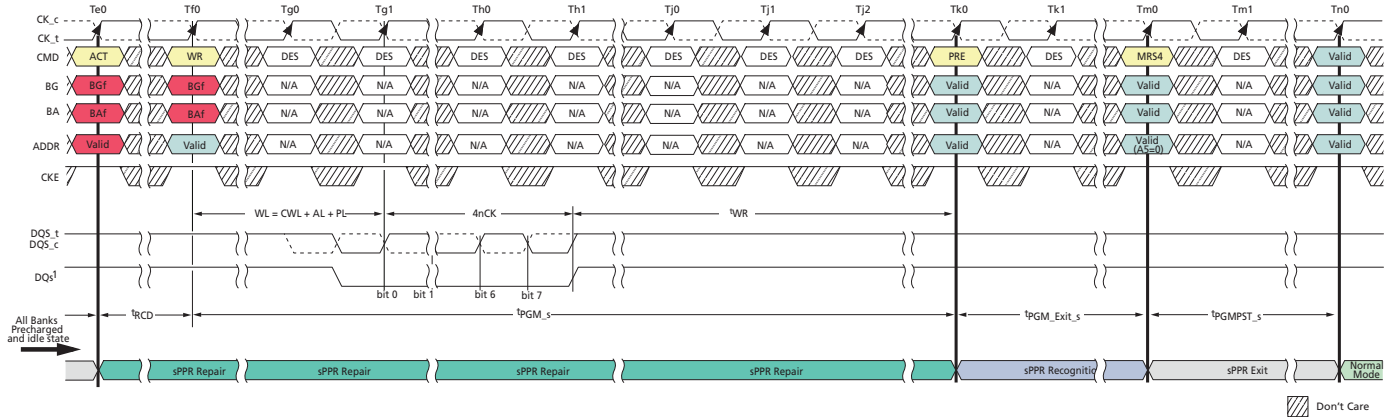 Te0 Tf0 Tg0 Tg1 Th0 Th1 Tj0 Tj1 Tj2 Tk0 Tk1 Tm0 Tm1 Tn0
CK_c
CK_t
CMD ACT WR DES DES DES DES DES DES DES PRE DES MRS4 DES Valid
BG BGf BGf N/A N/A N/A N/A N/A N/A N/A Valid N/A Valid N/A Valid
BA BAf BAf N/A N/A N/A N/A N/A N/A N/A Valid N/A Valid N/A Valid
ADDR Valid Valid N/A N/A N/A N/A N/A N/A N/A Valid N/A Valid (A5=0) N/A Valid
CKE
WL = CWL + AL + PL 4nCK tWR
DQS_t
DQS_c
DQs1
bit 0 bit 1 bit 6 bit 7
All Banks
Precharged
and idle state
tRCD tPGM_s tPGM_Exit_s tPGMPST_s
sPPR Repair sPPR Repair sPPR Repair sPPR Repair sPPR Recognitic sPPR Exit Normal
Mode
Don't Care